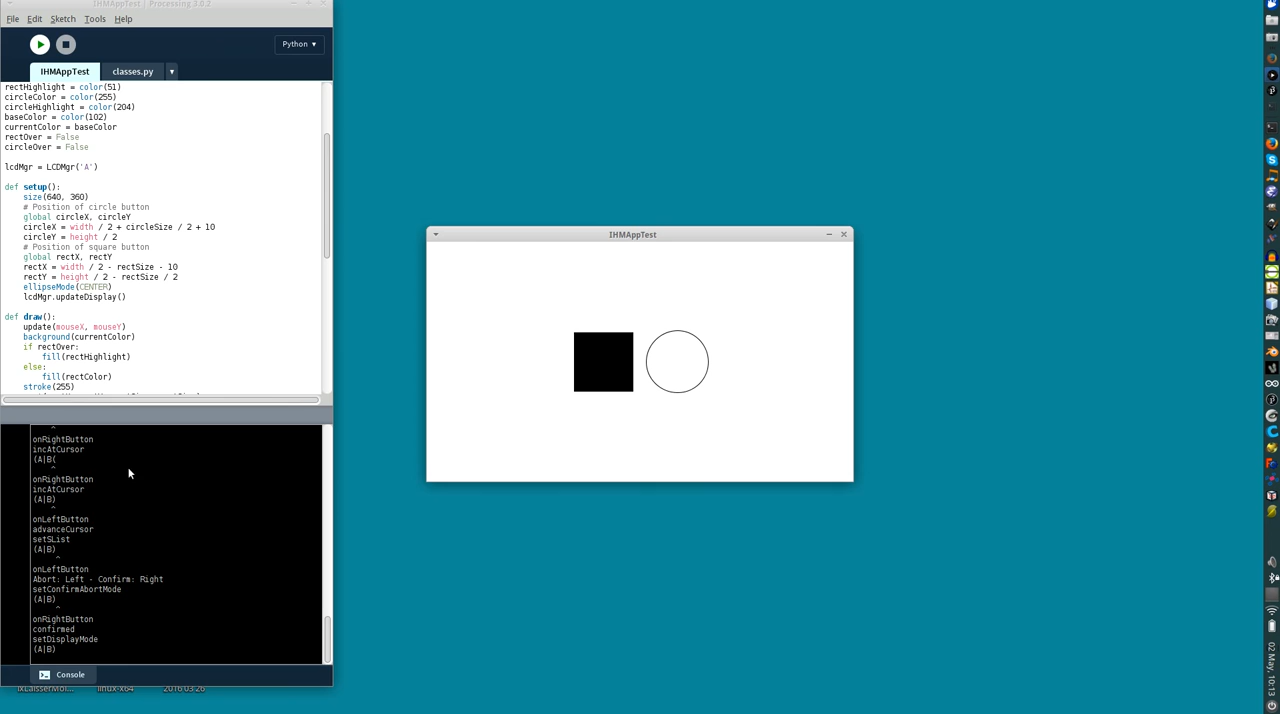 IHMAppTest | Processing 3.0.2
File Edit Sketch Tools Help
Python ▾
IHMAppTest classes.py ▾
rectHighlight = color(51)
circleColor = color(255)
circleHighlight = color(204)
baseColor = color(102)
currentColor = baseColor
rectOver = False
circleOver = False
lcdMgr = LCDMgr('A')
def setup():
size(640, 360)
# Position of circle button
global circleX, circleY
circleX = width / 2 + circleSize / 2 + 10
circleY = height / 2
# Position of square button
global rectX, rectY
rectX = width / 2 - rectSize - 10
rectY = height / 2 - rectSize / 2
ellipseMode(CENTER)
lcdMgr.updateDisplay()
def draw():
update(mouseX, mouseY)
background(currentColor)
if rectOver:
fill(rectHighlight)
else:
fill(rectColor)
stroke(255)
^
onRightButton
incAtCursor
(A|B(
^
onRightButton
incAtCursor
(A|B)
^
onLeftButton
advanceCursor
setSList
(A|B)
^
onLeftButton
Abort: Left - Confirm: Right
setConfirmAbortMode
(A|B)
^
onRightButton
confirmed
setDisplayMode
(A|B)
Console
linux-x64 2016 03 26
IHMAppTest
02 May, 10:13